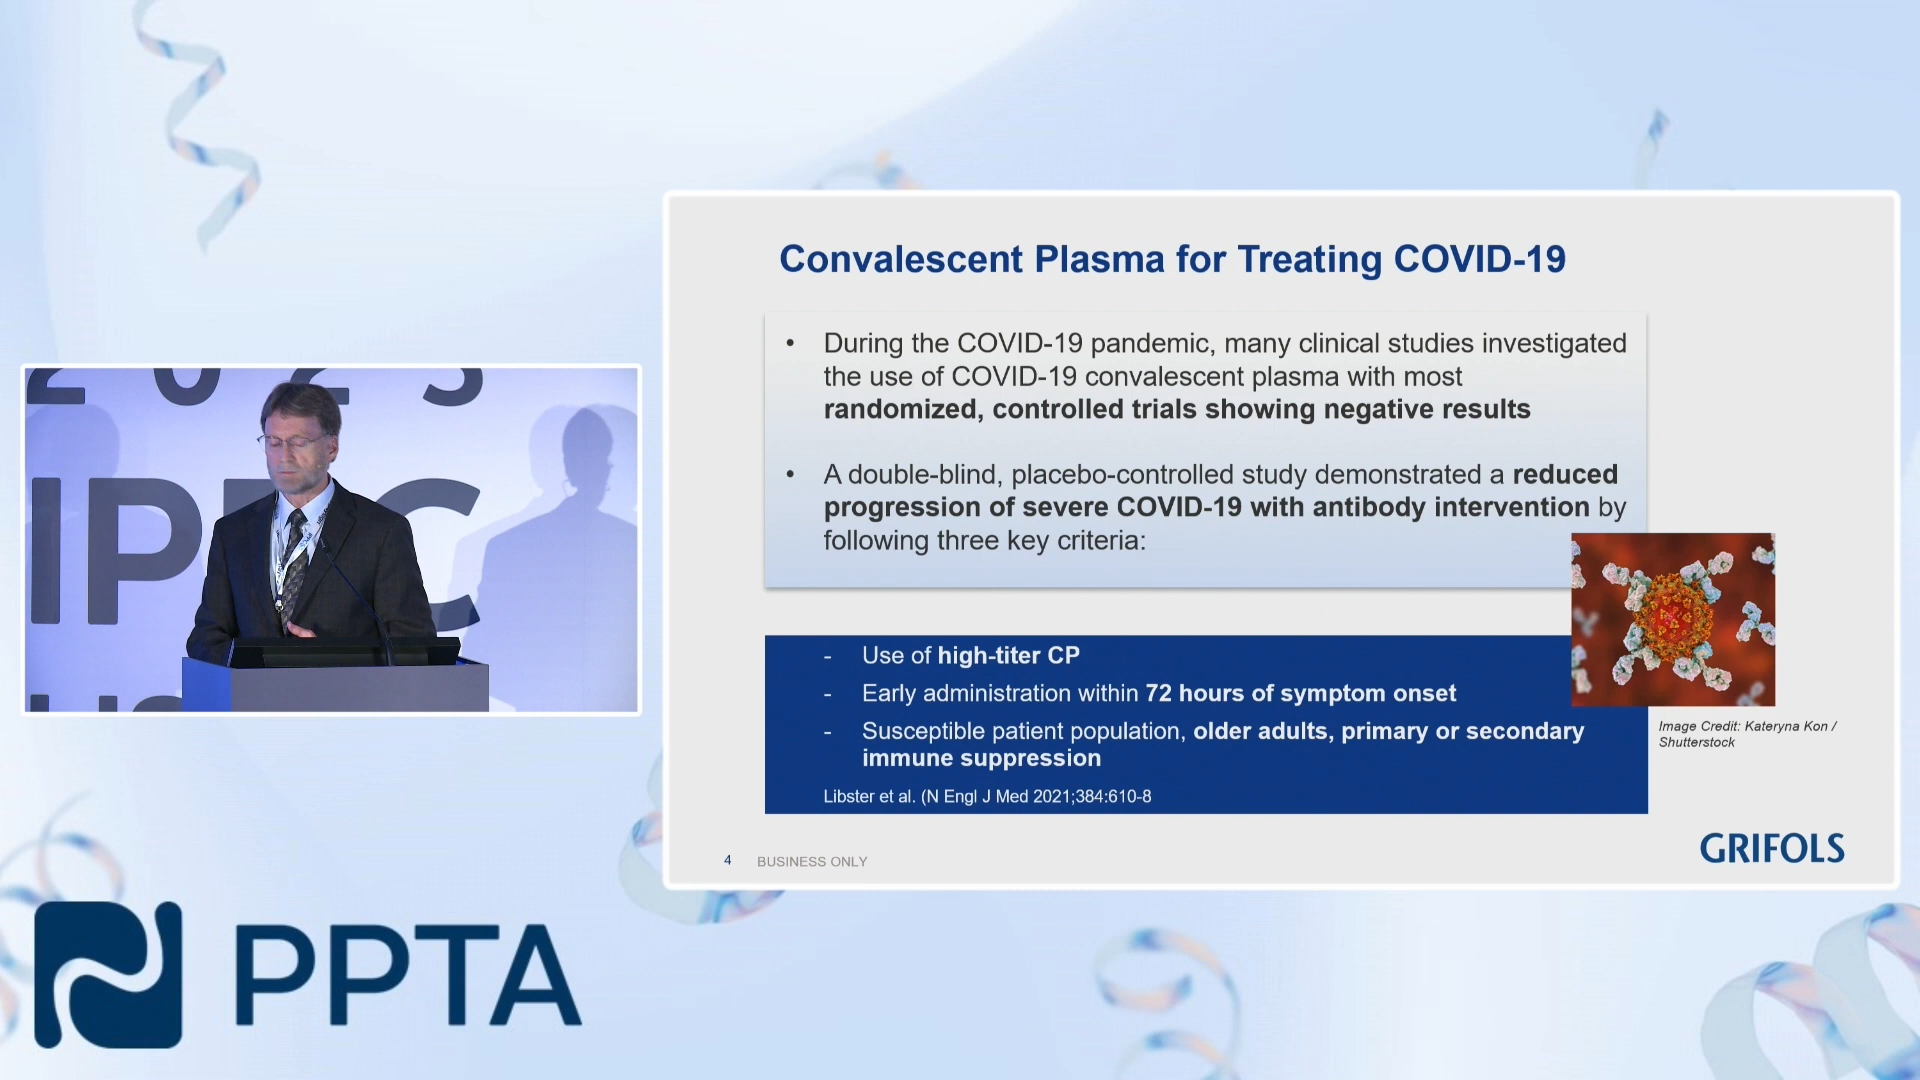 Convalescent Plasma for Treating COVID-19
• During the COVID-19 pandemic, many clinical studies investigated
the use of COVID-19 convalescent plasma with most
randomized, controlled trials showing negative results
• A double-blind, placebo-controlled study demonstrated a reduced
progression of severe COVID-19 with antibody intervention by
following three key criteria:
- Use of high-titer CP
- Early administration within 72 hours of symptom onset
- Susceptible patient population, older adults, primary or secondary
immune suppression
Libster et al. (N Engl J Med 2021;384:610-8
Image Credit: Kateryna Kon /
Shutterstock
4 BUSINESS ONLY
GRIFOLS
PPTA